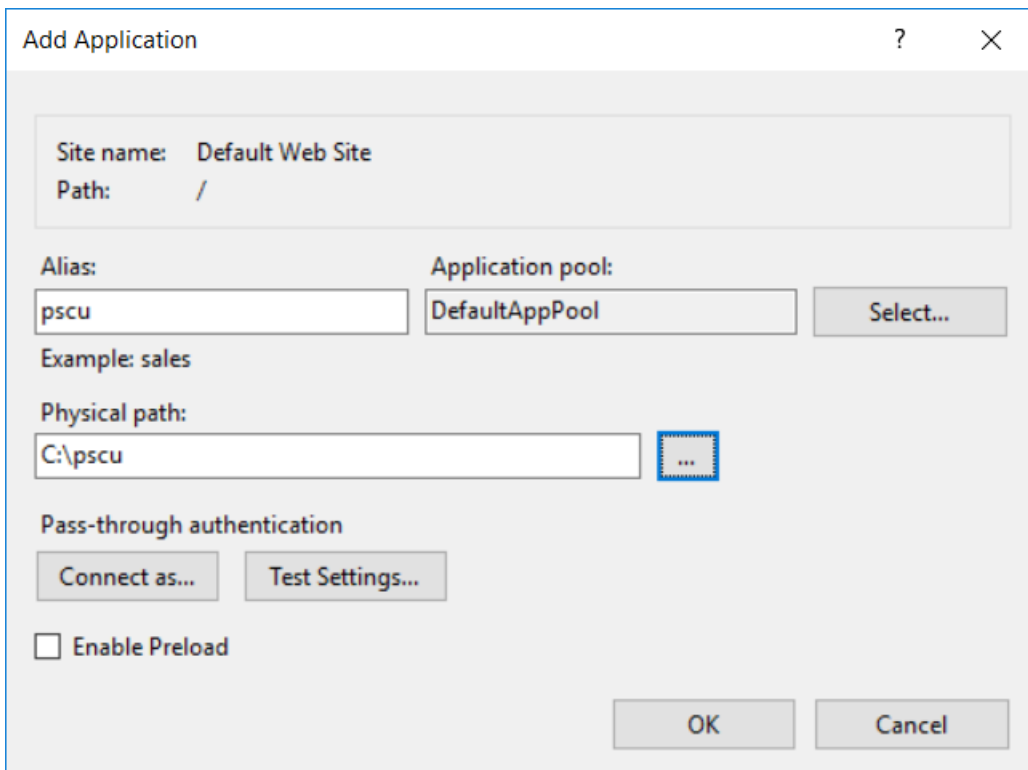 Add Application ?
Site name: Default Web Site
Path: /
Alias: Application pool:
pscu DefaultAppPool Select...
Example: sales
Physical path:
C:\pscu ...
Pass-through authentication
Connect as... Test Settings...
Enable Preload
OK Cancel